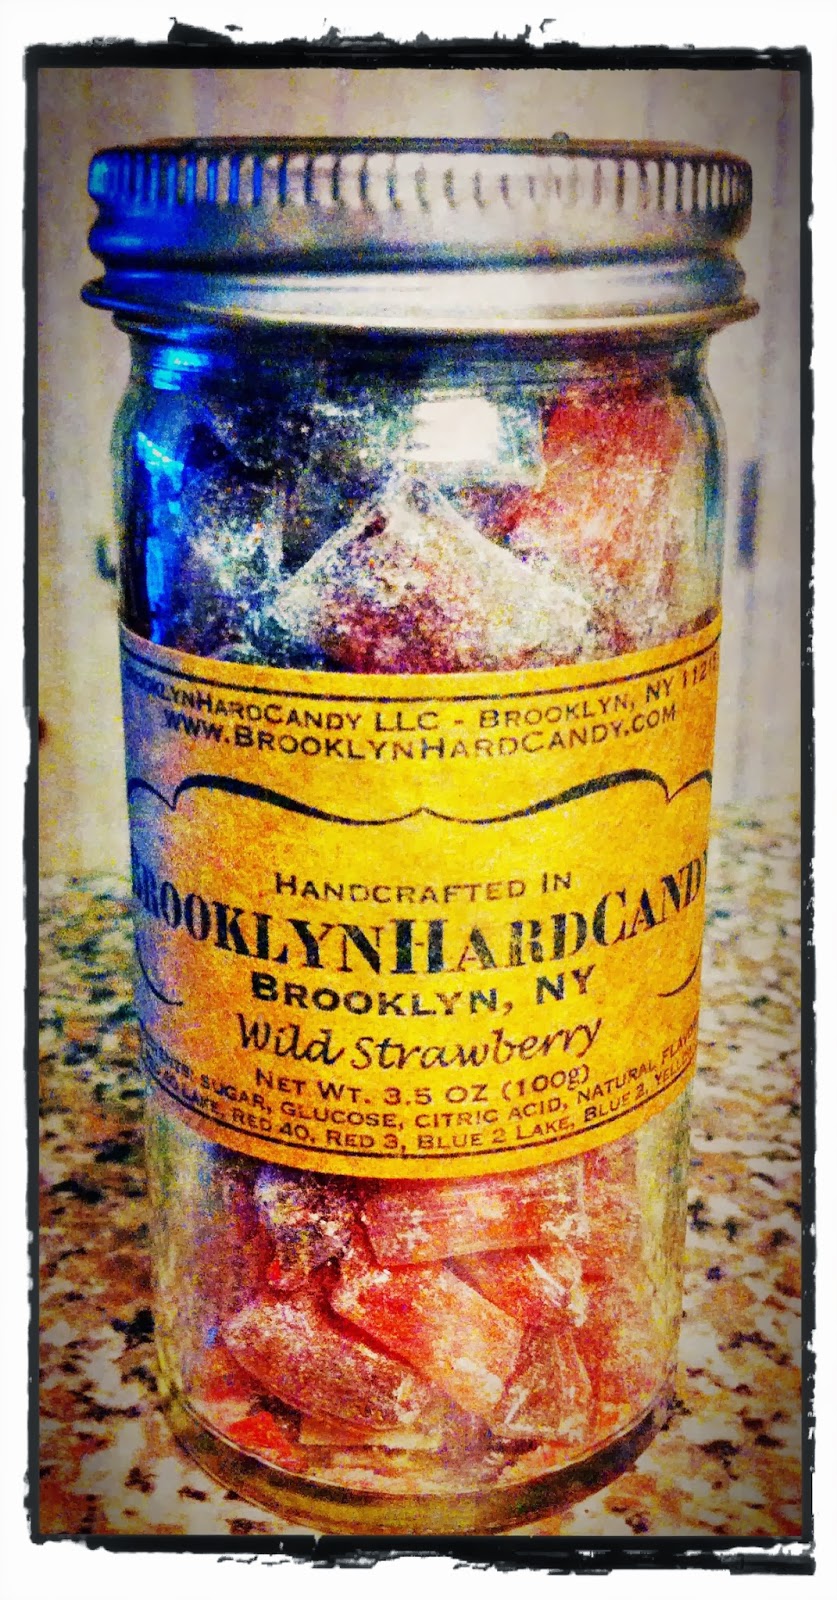 BROOKLYNHARDCANDY LLC - BROOKLYN, NY
WWW.BROOKLYNHARDCANDY.COM
HANDCRAFTED IN
BROOKLYNHARDCANDY
BROOKLYN, NY
Wild Strawberry
NET WT. 3.5 OZ (100g)
SUGAR, GLUCOSE, CITRIC ACID, NATURAL
LAKE, RED 40, RED 3, BLUE 2 LAKE, BLUE 2,